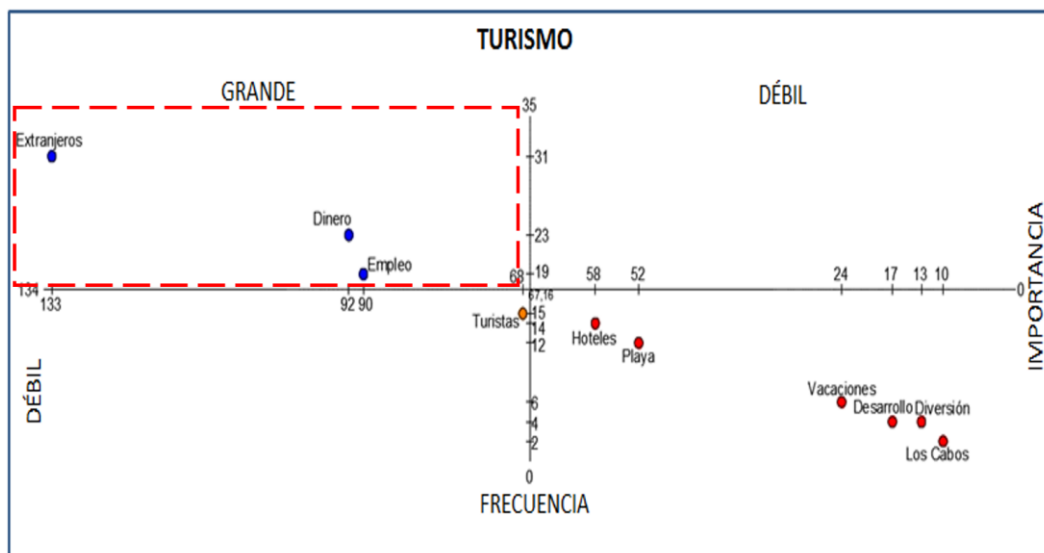 TURISMO
GRANDE
DÉBIL
35
Extranjeros
31
Dinero
23
Empleo
19
68
58
52
24
17
13
10
134
133
92
90
67,16
0
IMPORTANCIA
Turistas
15
14
12
Hoteles
Playa
DÉBIL
Vacaciones
6
Desarrollo
Diversión
4
2
Los Cabos
0
FRECUENCIA